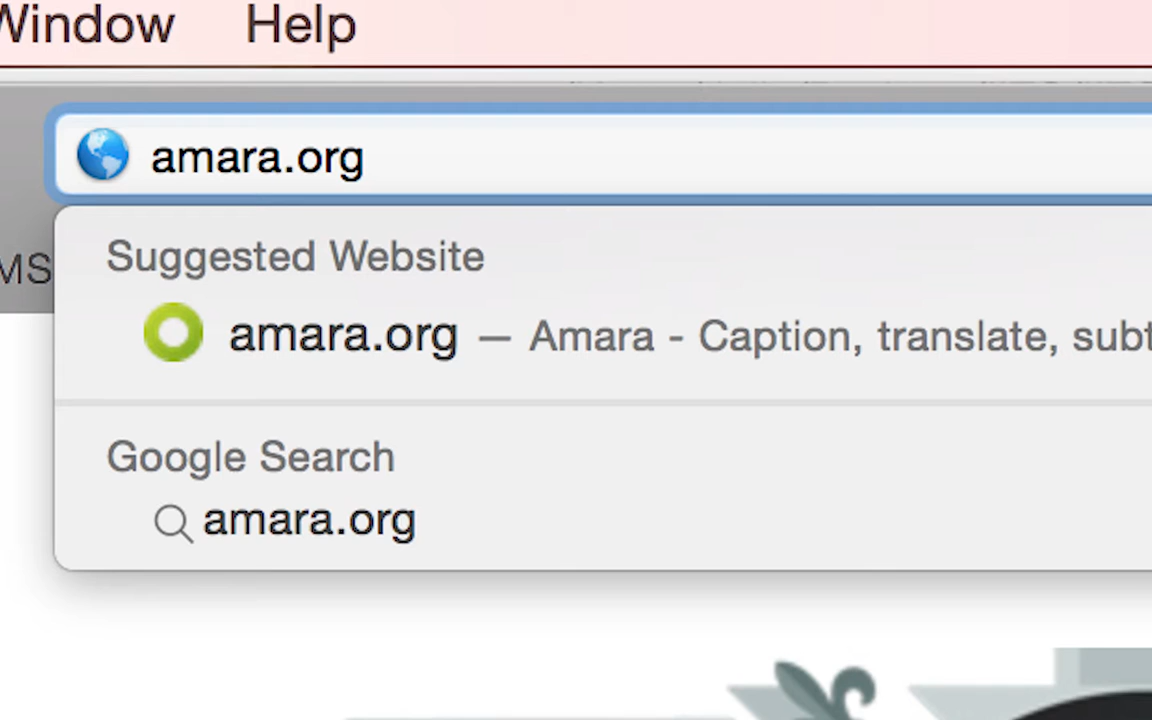 Window Help
amara.org
MS
Suggested Website
amara.org — Amara - Caption, translate, subt
Google Search
amara.org